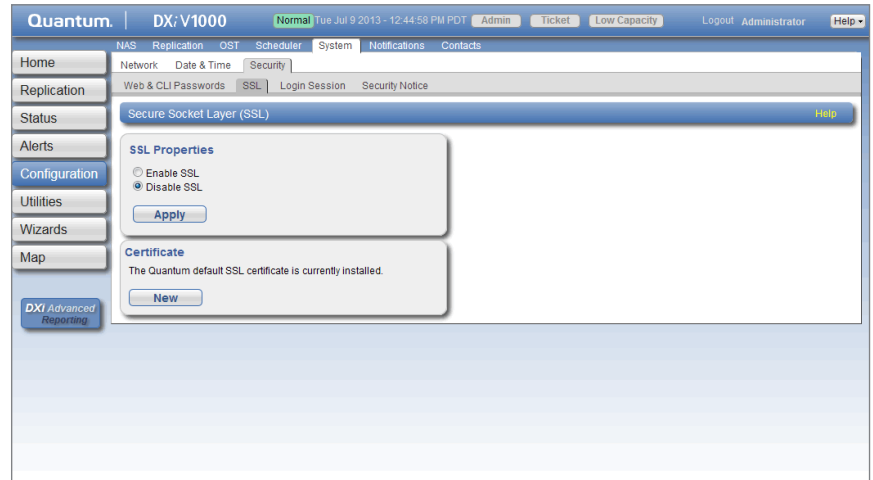 Quantum. DXi V1000 Normal Tue Jul 9 2013 - 12:44:58 PM PDT Admin Ticket Low Capacity Logout Administrator Help
NAS Replication OST Scheduler System Notifications Contacts
Home
Network Date & Time Security
Replication
Web & CLI Passwords SSL Login Session Security Notice
Status
Secure Socket Layer (SSL) Help
Alerts
SSL Properties
Configuration
Enable SSL
Disable SSL
Utilities
Apply
Wizards
Certificate
Map
The Quantum default SSL certificate is currently installed.
New
DXi Advanced
Reporting